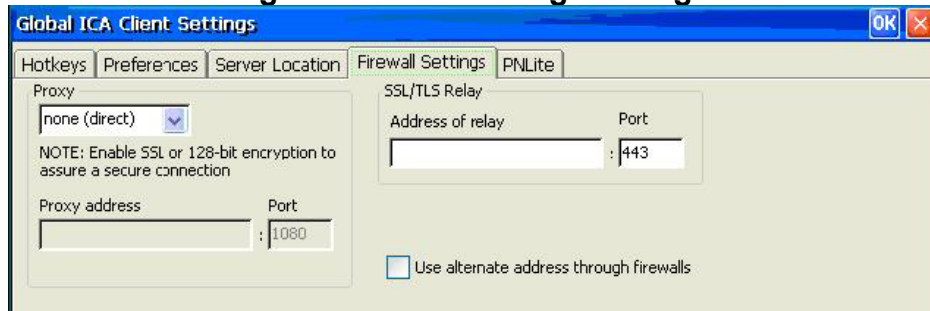 Global ICA Client Settings OK
Hotkeys Preferences Server Location Firewall Settings PNLite
Proxy
none (direct)
NOTE: Enable SSL or 128-bit encryption to
assure a secure connection
Proxy address Port
: 1080
SSL/TLS Relay
Address of relay Port
: 443
Use alternate address through firewalls